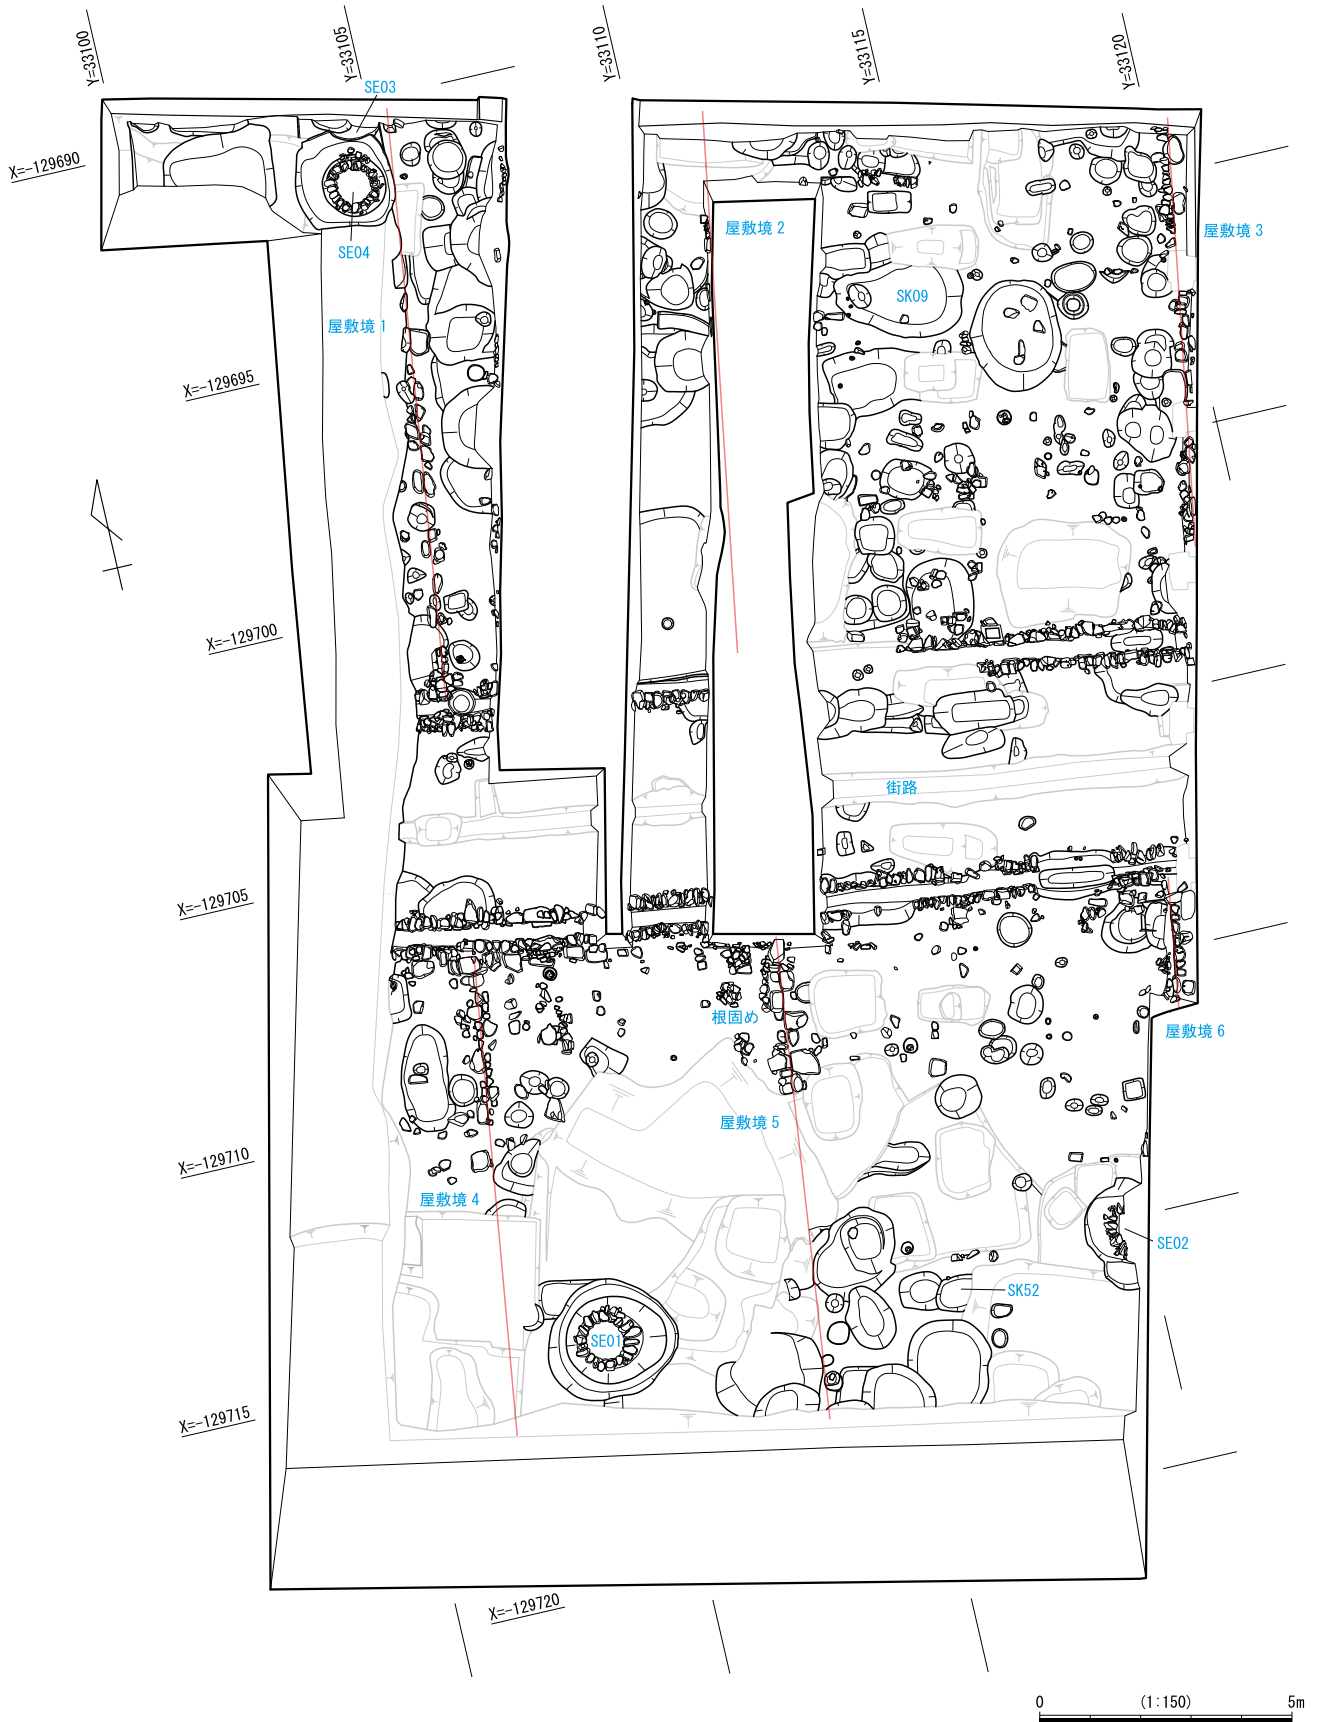 Y=33100
Y=33105
Y=33110
Y=33115
Y=33120
SE03
X=-129690
SE04
屋敷境 1
屋敷境 2
屋敷境 3
SK09
X=-129695
X=-129700
街路
X=-129705
根固め
屋敷境 6
屋敷境 5
X=-129710
屋敷境 4
SE02
SK52
SE01
X=-129715
X=-129720
0 (1:150) 5m